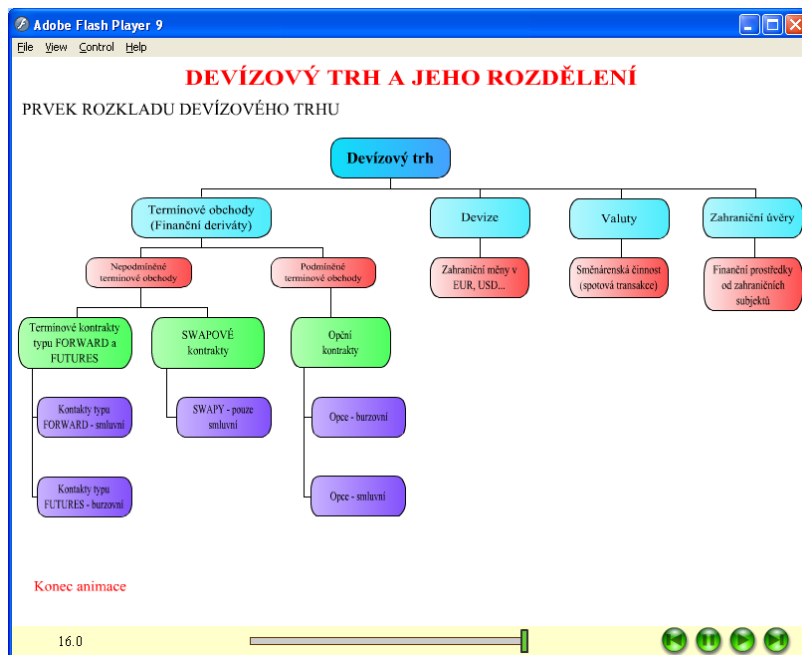 Adobe Flash Player 9
File View Control Help
DEVÍZOVÝ TRH A JEHO ROZDĚLENÍ
PRVEK ROZKLADU DEVÍZOVÉHO TRHU
Devízový trh
Termínové obchody
(Finanční deriváty)
Devize
Valuty
Zahraniční úvěry
Nepodmíněné
termínové obchody
Podmíněné
termínové obchody
Zahraniční měny v
EUR, USD...
Směnárenská činnost
(spotová transakce)
Finanční prostředky
od zahraničních
subjektů
Termínové kontrakty
typu FORWARD a
FUTURES
SWAPOVÉ
kontrakty
Opční
kontrakty
Kontakty typu
FORWARD - smluvní
SWAPY - pouze
smluvní
Opce - burzovní
Kontakty typu
FUTURES - burzovní
Opce - smluvní
Konec animace
16.0